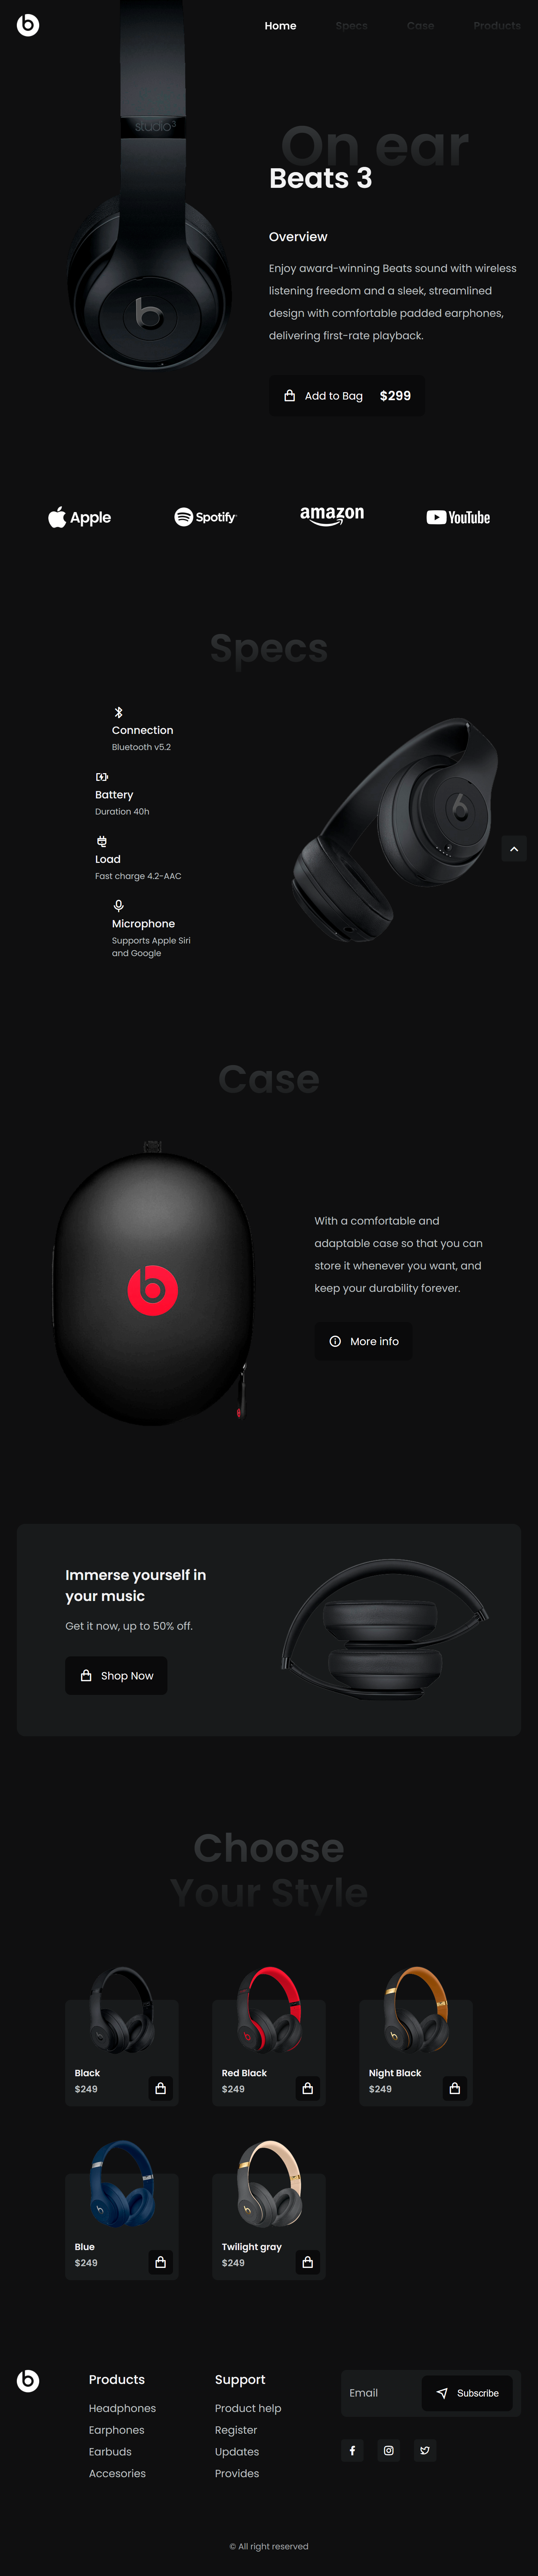 Home Specs Case Products
studio3
On ear
Beats 3
Overview
Enjoy award-winning Beats sound with wireless
listening freedom and a sleek, streamlined
design with comfortable padded earphones,
delivering first-rate playback.
Add to Bag $299
Apple Spotify amazon YouTube
Specs
Connection
Bluetooth v5.2
Battery
Duration 40h
Load
Fast charge 4.2-AAC
Microphone
Supports Apple Siri
and Google
Case
With a comfortable and
adaptable case so that you can
store it whenever you want, and
keep your durability forever.
More info
Immerse yourself in
your music
Get it now, up to 50% off.
Shop Now
Choose
Your Style
Black
$249
Red Black
$249
Night Black
$249
Blue
$249
Twilight gray
$249
Products
Headphones
Earphones
Earbuds
Accesories
Support
Product help
Register
Updates
Provides
Email
Subscribe
© All right reserved